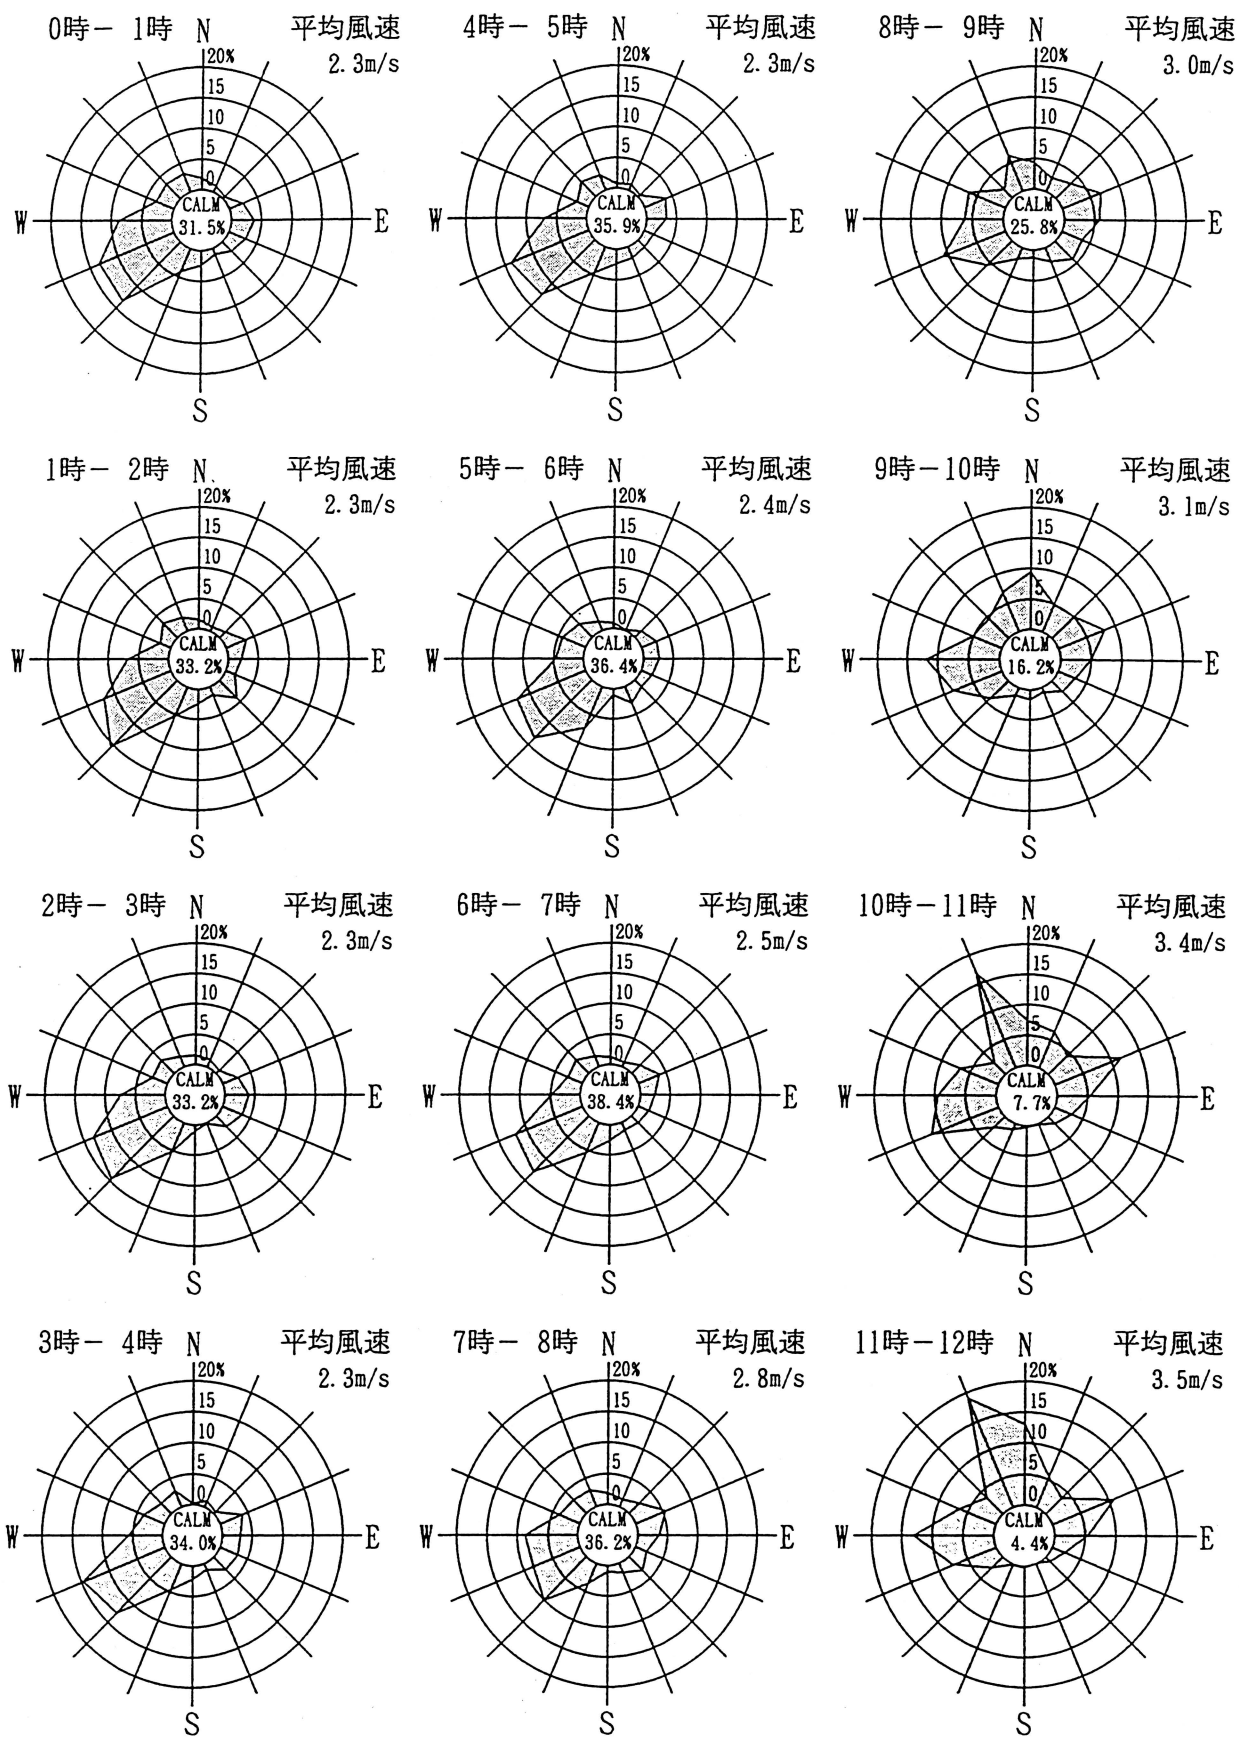 0時－ 1時 N 平均風速
20% 2.3m/s
15
10
5
0
CALM
W 31.5% E
S
4時－ 5時 N 平均風速
20% 2.3m/s
15
10
5
0
CALM
W 35.9% E
S
8時－ 9時 N 平均風速
20% 3.0m/s
15
10
5
0
CALM
W 25.8% E
S
1時－ 2時 N 平均風速
20% 2.3m/s
15
10
5
0
CALM
W 33.2% E
S
5時－ 6時 N 平均風速
20% 2.4m/s
15
10
5
0
CALM
W 36.4% E
S
9時－10時 N 平均風速
20% 3.1m/s
15
10
5
0
CALM
W 16.2% E
S
2時－ 3時 N 平均風速
20% 2.3m/s
15
10
5
0
CALM
W 33.2% E
S
6時－ 7時 N 平均風速
20% 2.5m/s
15
10
5
0
CALM
W 38.4% E
S
10時－11時 N 平均風速
20% 3.4m/s
15
10
5
0
CALM
W 7.7% E
S
3時－ 4時 N 平均風速
20% 2.3m/s
15
10
5
0
CALM
W 34.0% E
S
7時－ 8時 N 平均風速
20% 2.8m/s
15
10
5
0
CALM
W 36.2% E
S
11時－12時 N 平均風速
20% 3.5m/s
15
10
5
0
CALM
W 4.4% E
S